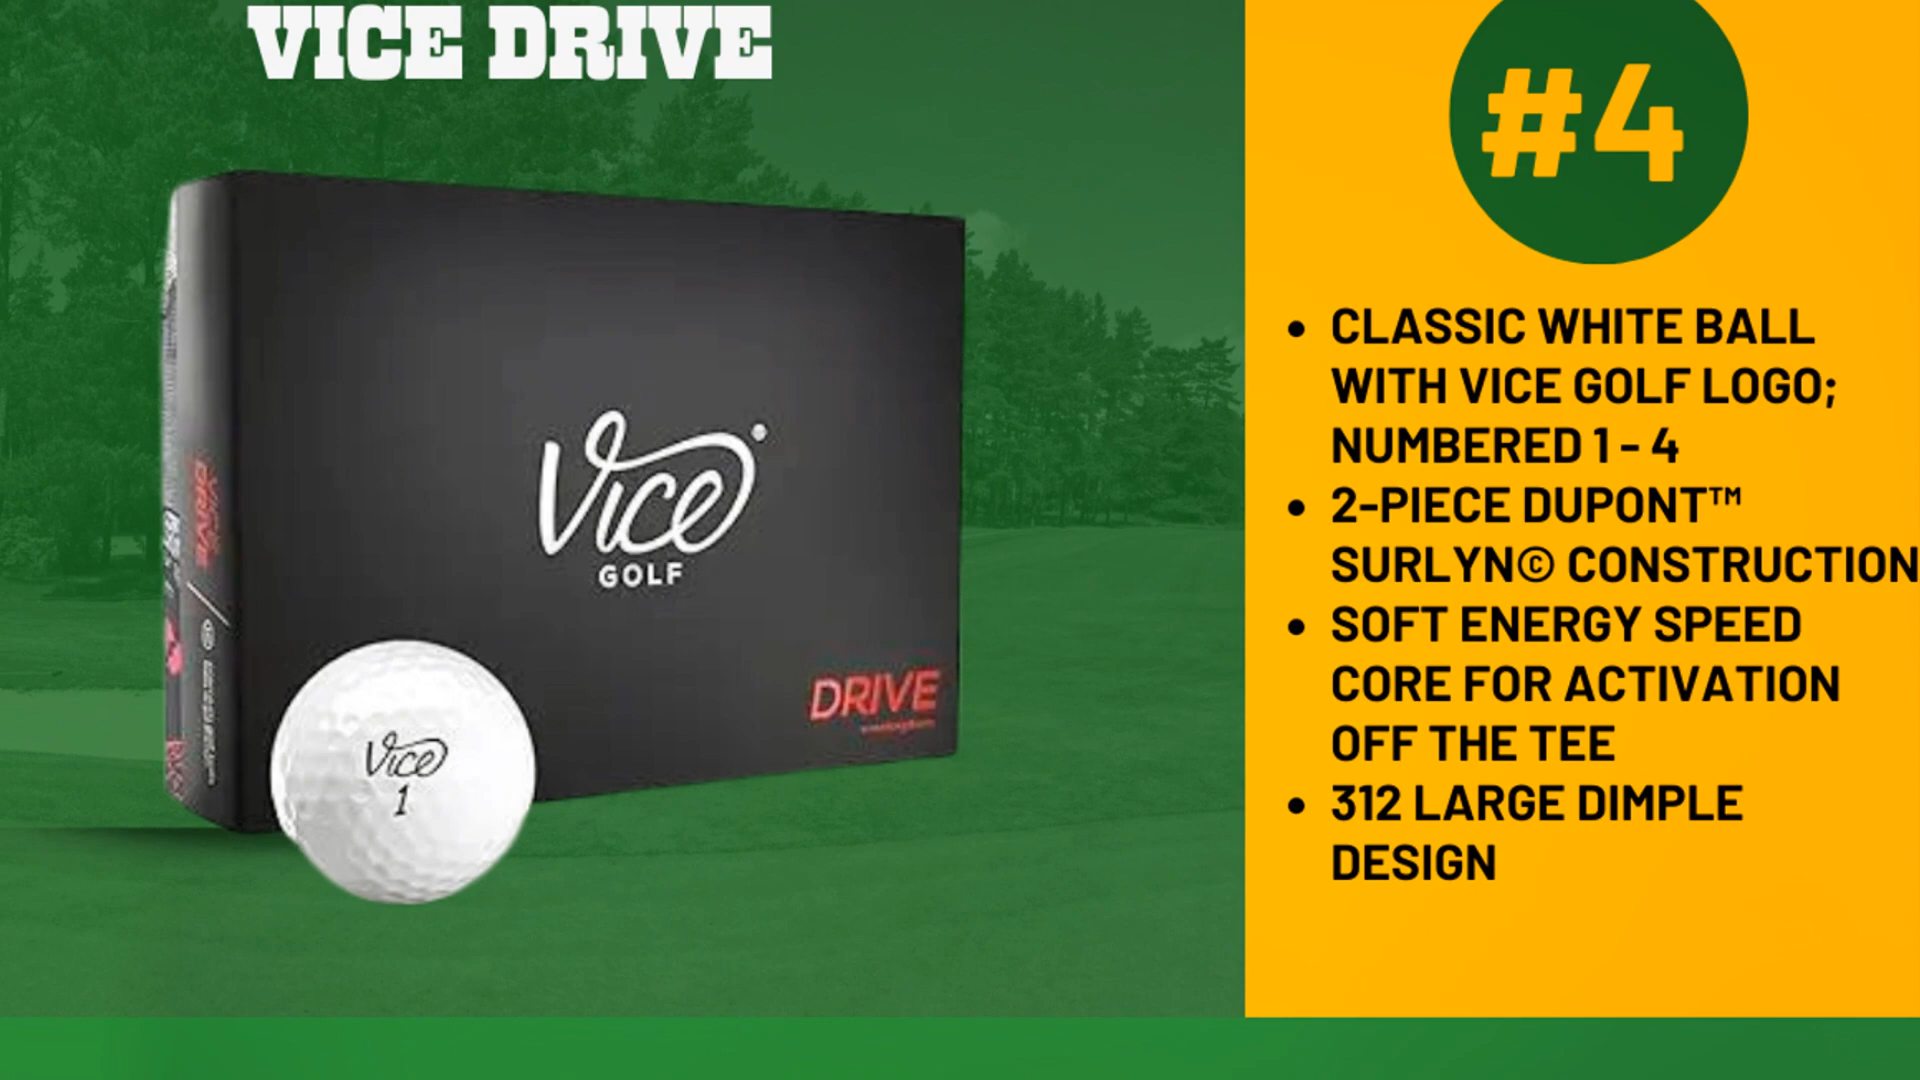 VICE DRIVE
Vice
GOLF
DRIVE
DRIVE
Vice
1
#4
• CLASSIC WHITE BALL
WITH VICE GOLF LOGO;
NUMBERED 1 - 4
• 2-PIECE DUPONT™
SURLYN© CONSTRUCTION
• SOFT ENERGY SPEED
CORE FOR ACTIVATION
OFF THE TEE
• 312 LARGE DIMPLE
DESIGN